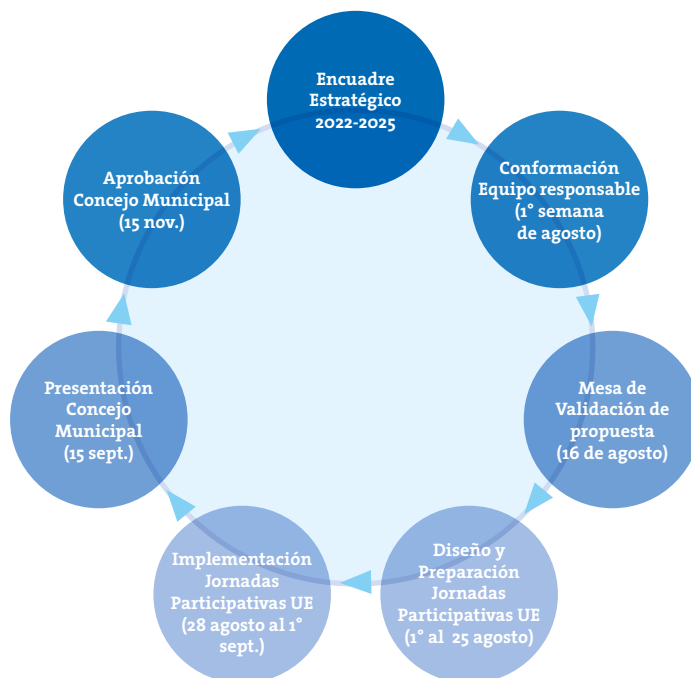 Encuadre
Estratégico
2022-2025
Conformación
Equipo responsable
(1° semana
de agosto)
Mesa de
Validación de
propuesta
(16 de agosto)
Diseño y
Preparación
Jornadas
Participativas UE
(1° al 25 agosto)
Implementación
Jornadas
Participativas UE
(28 agosto al 1°
sept.)
Presentación
Concejo
Municipal
(15 sept.)
Aprobación
Concejo Municipal
(15 nov.)